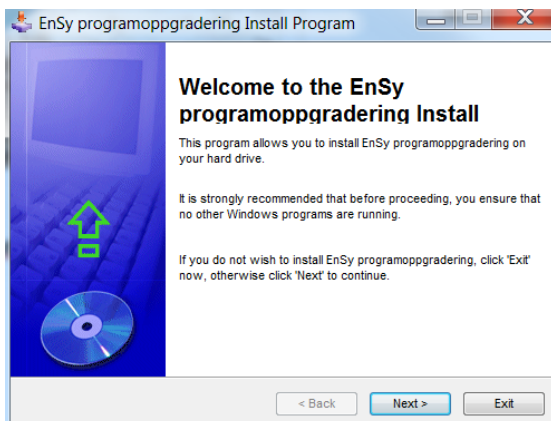 EnSy programoppgradering Install Program
Welcome to the EnSy
programoppgradering Install
This program allows you to install EnSy programoppgradering on
your hard drive.
It is strongly recommended that before proceeding, you ensure that
no other Windows programs are running.
If you do not wish to install EnSy programoppgradering, click 'Exit'
now, otherwise click 'Next' to continue.
< Back
Next >
Exit